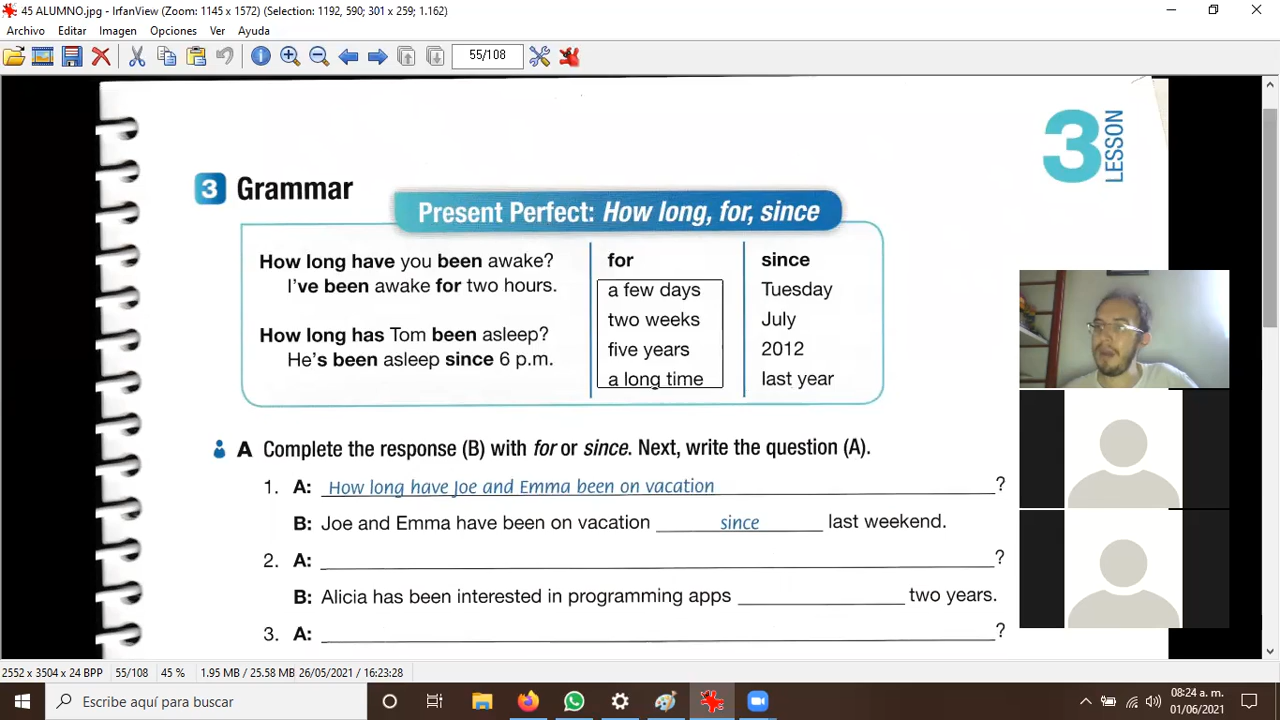 45 ALUMNO.jpg - IrfanView (Zoom: 1145 x 1572) (Selection: 1192, 590; 301 x 259; 1.162)
Archivo Editar Imagen Opciones Ver Ayuda
55/108
3 LESSON
3 Grammar
Present Perfect: How long, for, since
How long have you been awake?
I've been awake for two hours.
How long has Tom been asleep?
He's been asleep since 6 p.m.
for
a few days
two weeks
five years
a long time
since
Tuesday
July
2012
last year
A Complete the response (B) with for or since. Next, write the question (A).
1. A: How long have Joe and Emma been on vacation ?
B: Joe and Emma have been on vacation since last weekend.
2. A: ?
B: Alicia has been interested in programming apps two years.
3. A: ?
2552 x 3504 x 24 BPP 55/108 45 % 1.95 MB / 25.58 MB 26/05/2021 / 16:23:28
Escribe aquí para buscar
08:24 a. m.
01/06/2021